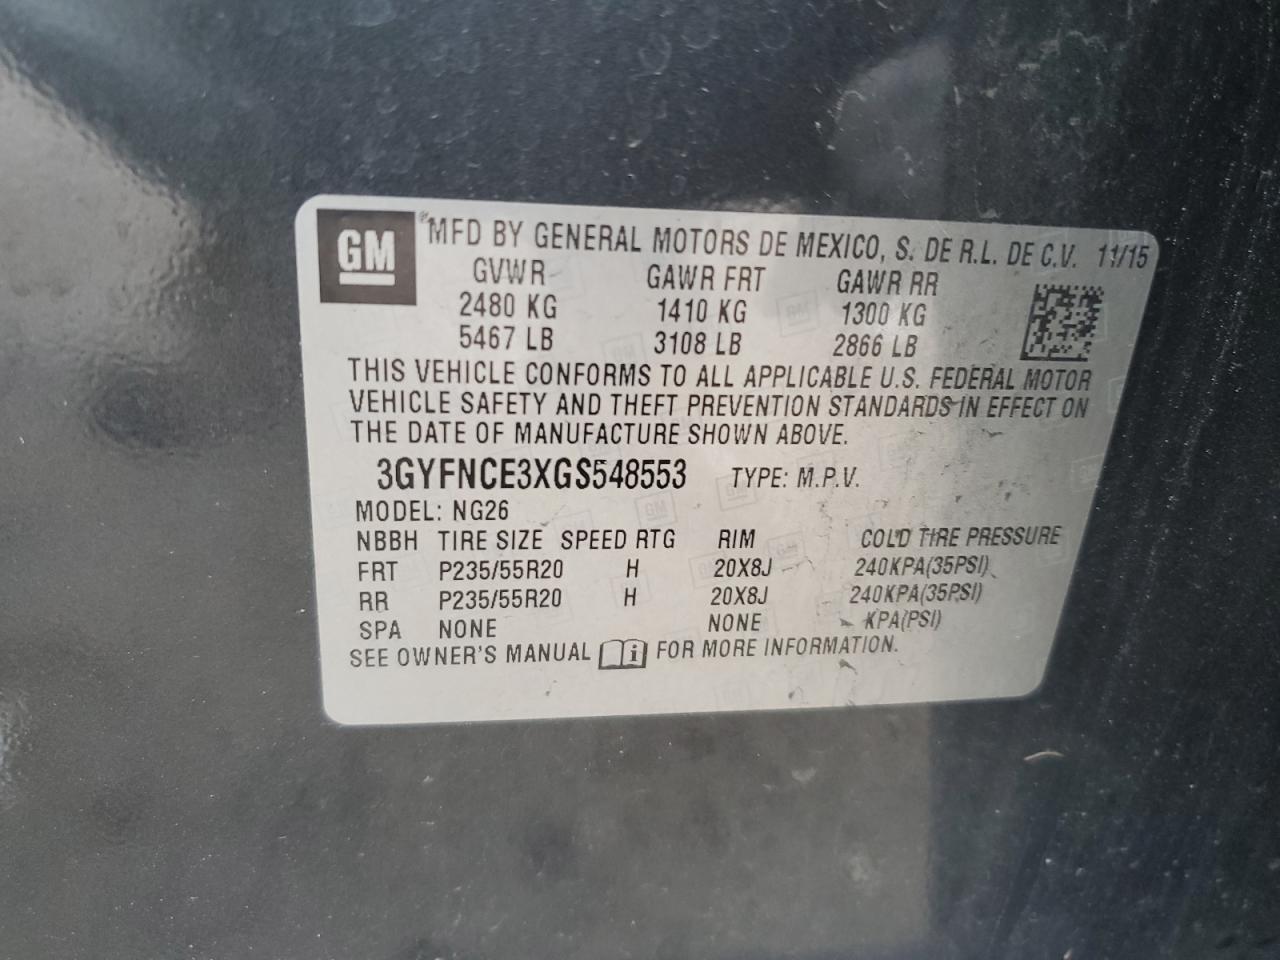 GM
® MFD BY GENERAL MOTORS DE MEXICO, S. DE R.L. DE C.V. 11/15
GVWR GAWR FRT GAWR RR
2480 KG 1410 KG 1300 KG
5467 LB 3108 LB 2866 LB
THIS VEHICLE CONFORMS TO ALL APPLICABLE U.S. FEDERAL MOTOR
VEHICLE SAFETY AND THEFT PREVENTION STANDARDS IN EFFECT ON
THE DATE OF MANUFACTURE SHOWN ABOVE.
3GYFNCE3XGS548553 TYPE: M.P.V.
MODEL: NG26
NBBH TIRE SIZE SPEED RTG RIM COLD TIRE PRESSURE
FRT P235/55R20 H 20X8J 240KPA(35PSI)
RR P235/55R20 H 20X8J 240KPA(35PSI)
SPA NONE NONE KPA(PSI)
SEE OWNER'S MANUAL i FOR MORE INFORMATION.